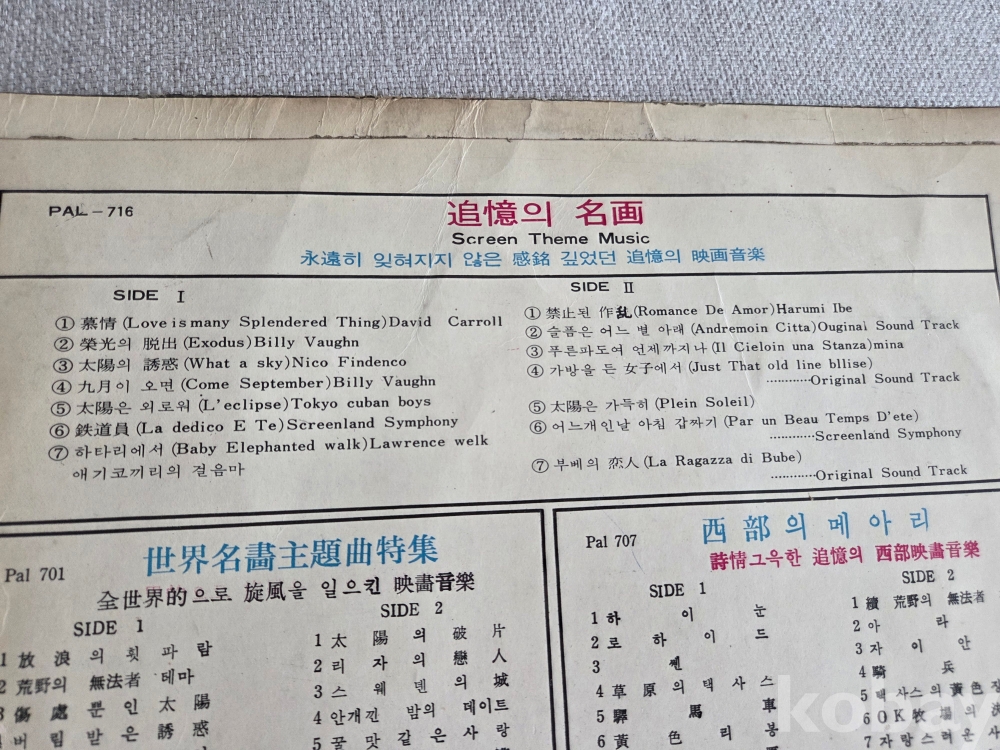 PAL－716
追憶의 名画
Screen Theme Music
永遠히 잊혀지지 않은 感銘 깊었던 追憶의 映画音楽
SIDE Ⅰ
① 慕情 (Love is many Splendered Thing) David Carroll
② 榮光의 脱出 (Exodus) Billy Vaughn
③ 太陽의 誘惑 (What a sky) Nico Findenco
④ 九月이 오면 (Come September) Billy Vaughn
⑤ 太陽은 외로워 (L'eclipse) Tokyo cuban boys
⑥ 鉄道員 (La dedico E Te) Screenland Symphony
⑦ 하타리에서 (Baby Elephanted walk) Lawrence welk
애기코끼리의 걸음마
SIDE Ⅱ
① 禁止된 作乱 (Romance De Amor) Harumi Ibe
② 슬픔은 어느 별 아래 (Andremoin Citta) Ouginai Sound Track
③ 푸른파도여 언제까지나 (Il Cieloin una Stanza) mina
④ 가방을 든 女子에서 (Just That old line bllise)
············Original Sound Track
⑤ 太陽은 가득히 (Plein Soleil)
⑥ 어느개인날 아침 갑짜기 (Par un Beau Temps D'ete)
············Screenland Symphony
⑦ 부베의 恋人 (La Ragazza di Bube)
············Original Sound Track
Pal 701
世界名畵主題曲特集
全世界的으로 旋風을 일으킨 映畵音樂
SIDE 1
1 放浪의 휫파람
2 荒野의 無法者 테마
3 傷處뿐인 太陽
4 버림받은 誘惑
SIDE 2
1 太陽의 破片
2 리자의 戀人
3 스웨덴의 城
4 안개낀 밤의 데이트
5 꿀맛같은 사랑
Pal 707
西部의 메아리
詩情그윽한 追憶의 西部映畵音樂
SIDE 1
1 하이눈
2 로하이드
3 쎈
4 草原의 택사스
5 驛馬車
6 黃色리봉
SIDE 2
1 續 荒野의 無法者
2 아라
3 자이안
4 騎兵
5 택사스의 黃色
6 OK牧場의 決
7 자랑스러운 사
kobay